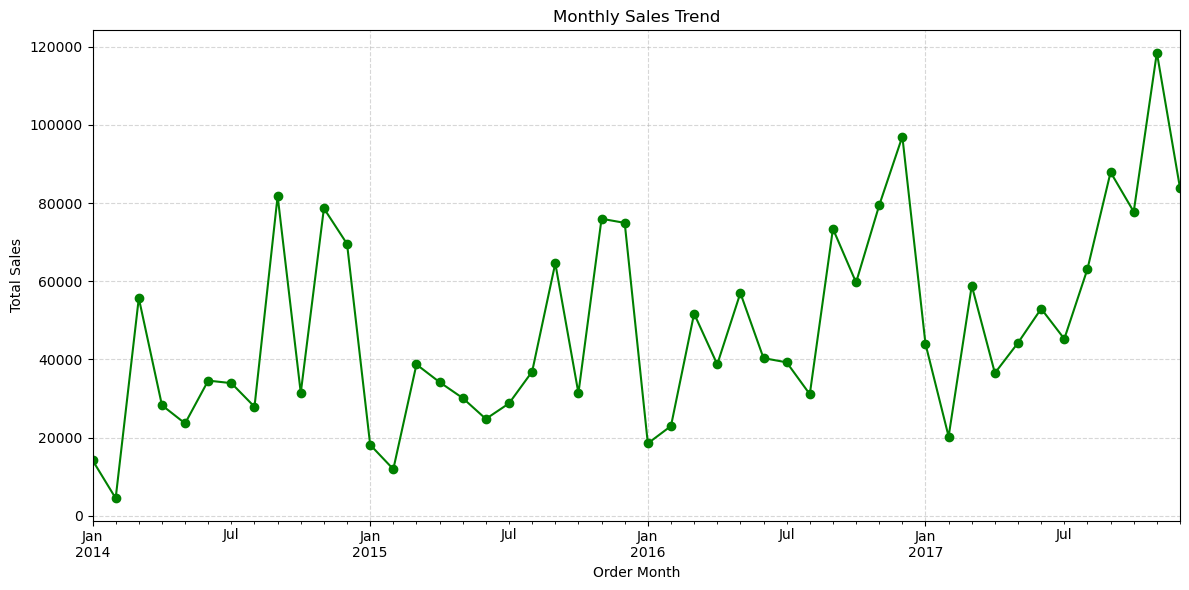 Monthly Sales Trend
Total Sales
120000
100000
80000
60000
40000
20000
0
Jan Jul Jan Jul Jan Jul Jan Jul
2014 2015 2016 2017
Order Month